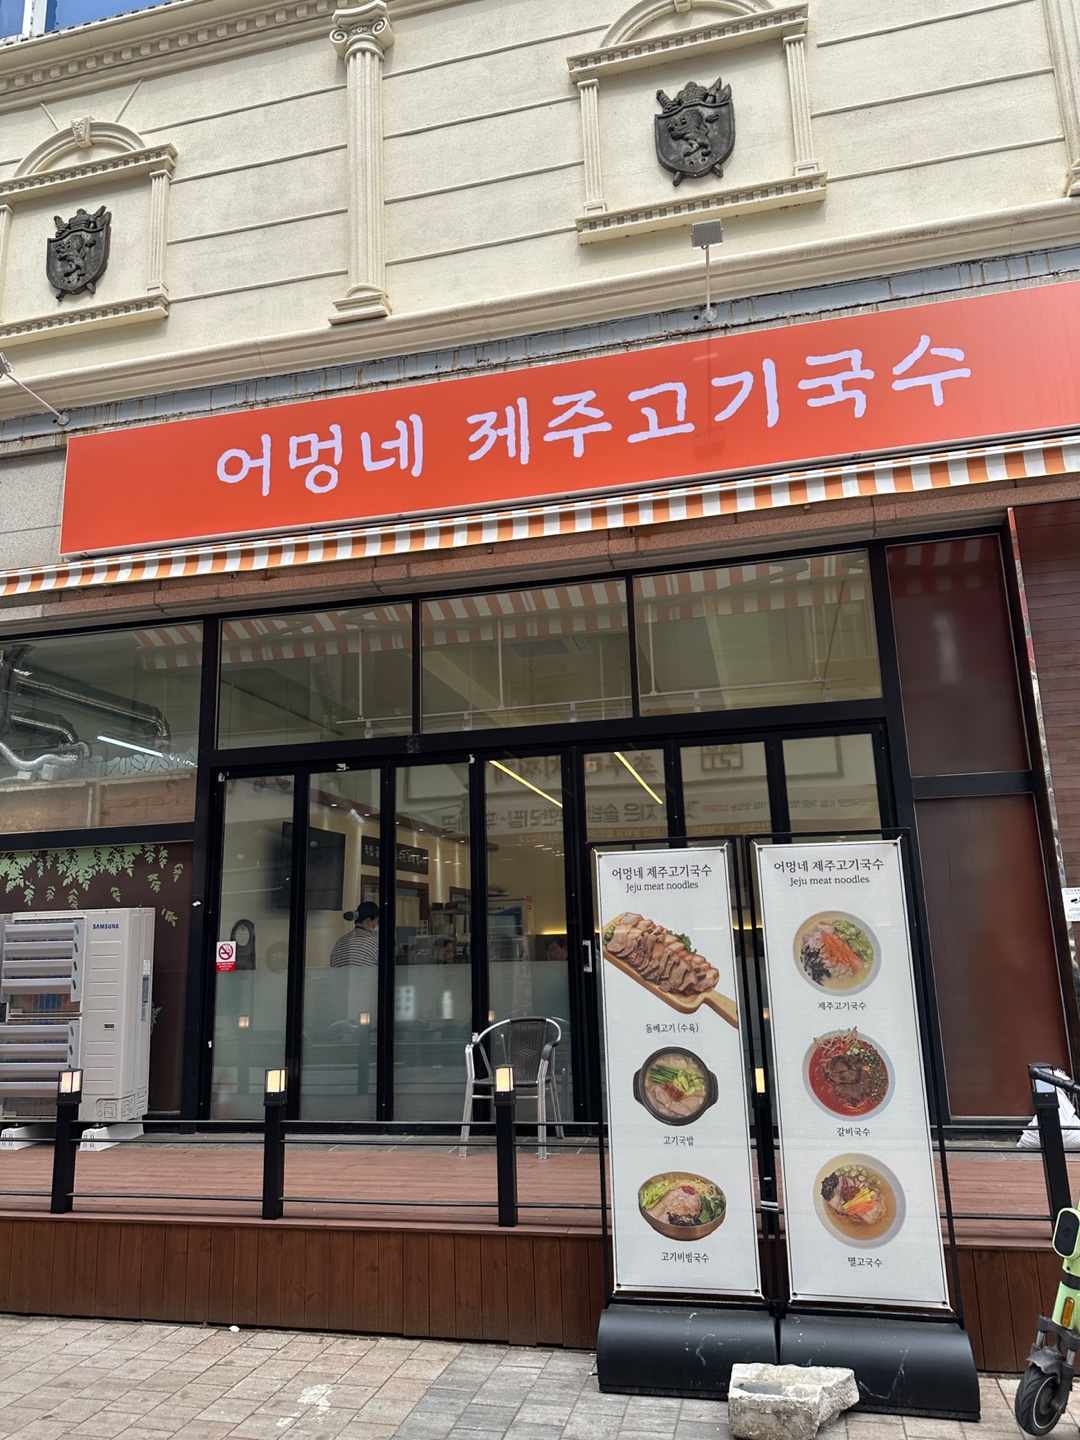 어멍네 제주고기국수
SAMSUNG
어멍네 제주고기국수
Jeju meat noodles
돔베고기 (수육)
고기국밥
고기비빔국수
어멍네 제주고기국수
Jeju meat noodles
제주고기국수
갈비국수
멸고국수